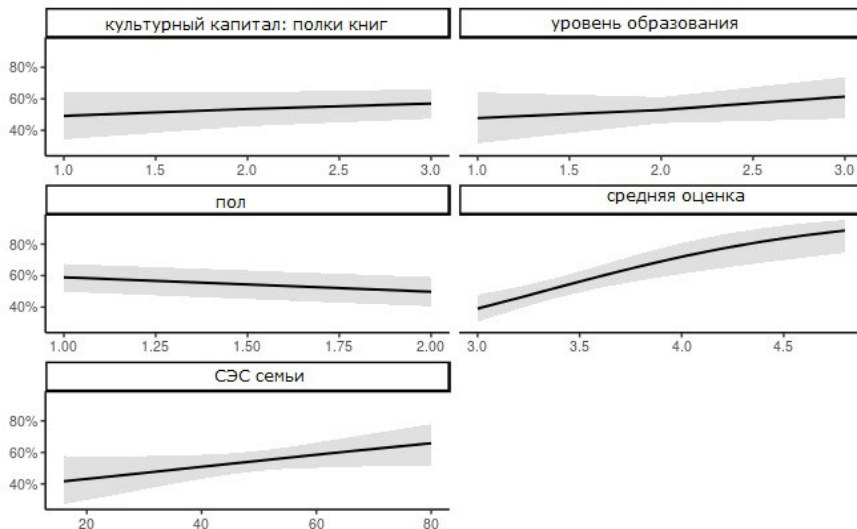 культурный капитал: полки книг
уровень образования
80%
60%
40%
1.0 1.5 2.0 2.5 3.0
1.0 1.5 2.0 2.5 3.0
пол
средняя оценка
80%
60%
40%
1.00 1.25 1.50 1.75 2.00
3.0 3.5 4.0 4.5
СЭС семьи
80%
60%
40%
20 40 60 80